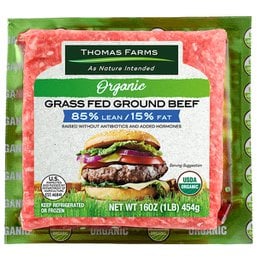 THOMAS FARMS
As Nature Intended
Organic
GRASS FED GROUND BEEF
85% LEAN / 15% FAT
RAISED WITHOUT ANTIBIOTICS AND ADDED HORMONES
Serving Suggestion
U.S.
USDA
ORGANIC
KEEP REFRIGERATED
OR FROZEN
NET WT 16OZ (1LB) 454g